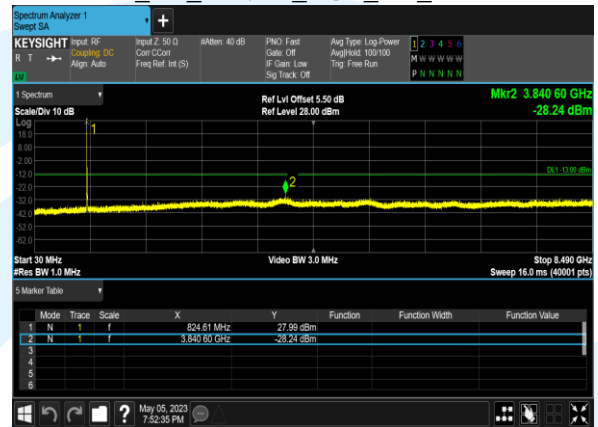 Spectrum Analyzer 1
Swept SA
+
KEYSIGHT Input: RF Input Z: 50 Ω #Atten: 40 dB PNO: Fast Avg Type: Log-Power 1 2 3 4 5 6
R T Coupling: DC Corr CCorr Gate: Off Avg|Hold: 100/100 M W W W W W
Align: Auto Freq Ref: Int (S) IF Gain: Low Trig: Free Run
Sig Track: Off P N N N N N
1 Spectrum Ref Lvl Offset 5.50 dB Mkr2 3.840 60 GHz
Scale/Div 10 dB Ref Level 28.00 dBm -28.24 dBm
Log
1
18.0
8.00
-2.00
DL1 -13.00 dBm
-12.0
2
-22.0
-32.0
-42.0
-52.0
-62.0
Start 30 MHz Video BW 3.0 MHz Stop 8.490 GHz
#Res BW 1.0 MHz Sweep 16.0 ms (40001 pts)
5 Marker Table
Mode Trace Scale X Y Function Function Width Function Value
1 N 1 f 824.61 MHz 27.99 dBm
2 N 1 f 3.840 60 GHz -28.24 dBm
3
4
5
6
? May 05, 2023
7:52:35 PM